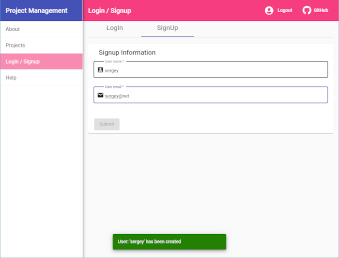 Project Management
Login / Signup
Logout
GitHub
About
Projects
Login / Signup
Help
LogIn
SignUp
Signup Information
User name *
sergey
User email *
sergey@net
Submit
User: 'sergey' has been created